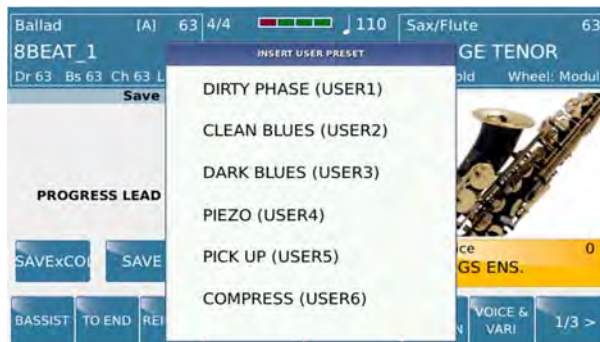 Ballad [A] 63 4/4 110 Sax/Flute 63
8BEAT_1 GE TENOR
Dr 63 Bs 63 Ch 63 L old Wheel: Modul
INSERT USER PRESET
Save
DIRTY PHASE (USER1)
CLEAN BLUES (USER2)
DARK BLUES (USER3)
PROGRESS LEAD
PIEZO (USER4)
PICK UP (USER5)
COMPRESS (USER6)
SAVExCOL SAVE
ice 0
GS ENS.
BASSIST TO END REI N VOICE & VARI 1/3 >